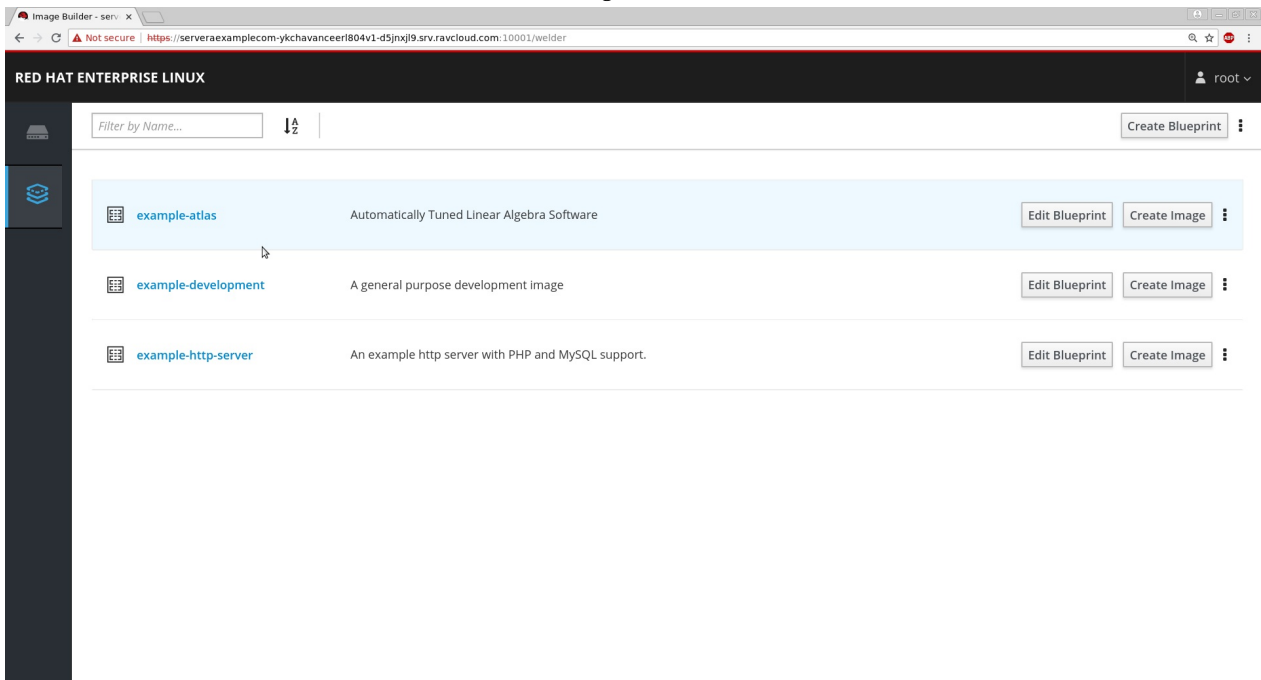 Image Builder - serv
Not secure | https://serveraexamplecom-ykchavanceerl804v1-d5jnxjl9.srv.ravcloud.com:10001/welder
ABP
RED HAT ENTERPRISE LINUX
root
Filter by Name...
A
Z
Create Blueprint
example-atlas Automatically Tuned Linear Algebra Software Edit Blueprint Create Image
example-development A general purpose development image Edit Blueprint Create Image
example-http-server An example http server with PHP and MySQL support. Edit Blueprint Create Image